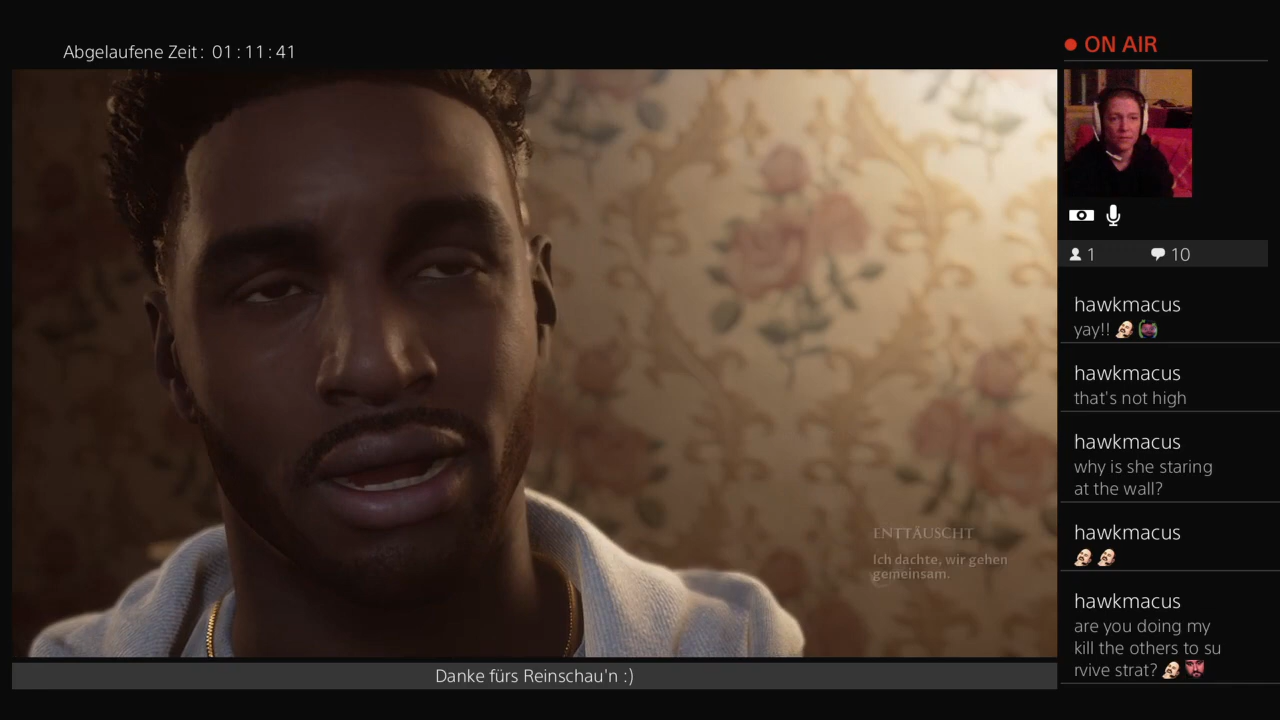 Abgelaufene Zeit: 01:11:41
ON AIR
1
10
hawkmacus
yay!!
hawkmacus
that's not high
hawkmacus
why is she staring
at the wall?
hawkmacus
hawkmacus
are you doing my
kill the others to su
rvive strat?
ENTTÄUSCHT
Ich dachte, wir gehen
gemeinsam.
Danke fürs Reinschau'n :)